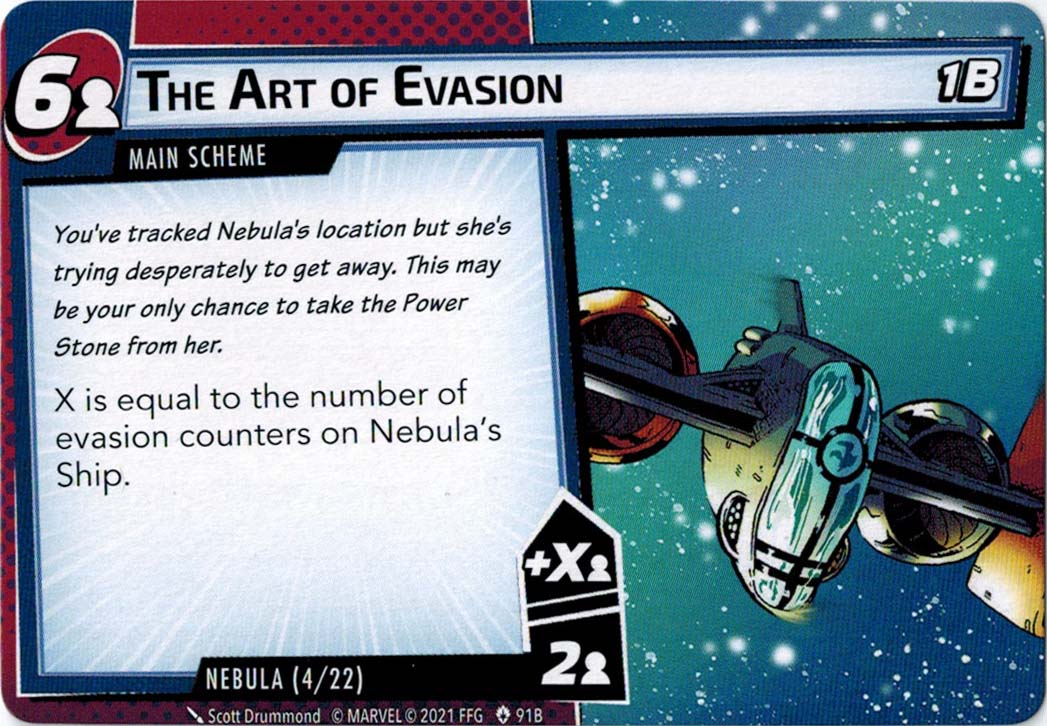 6
THE ART OF EVASION
1B
MAIN SCHEME
You've tracked Nebula's location but she's
trying desperately to get away. This may
be your only chance to take the Power
Stone from her.
X is equal to the number of
evasion counters on Nebula's
Ship.
+X
2
NEBULA (4/22)
Scott Drummond © MARVEL © 2021 FFG 91B